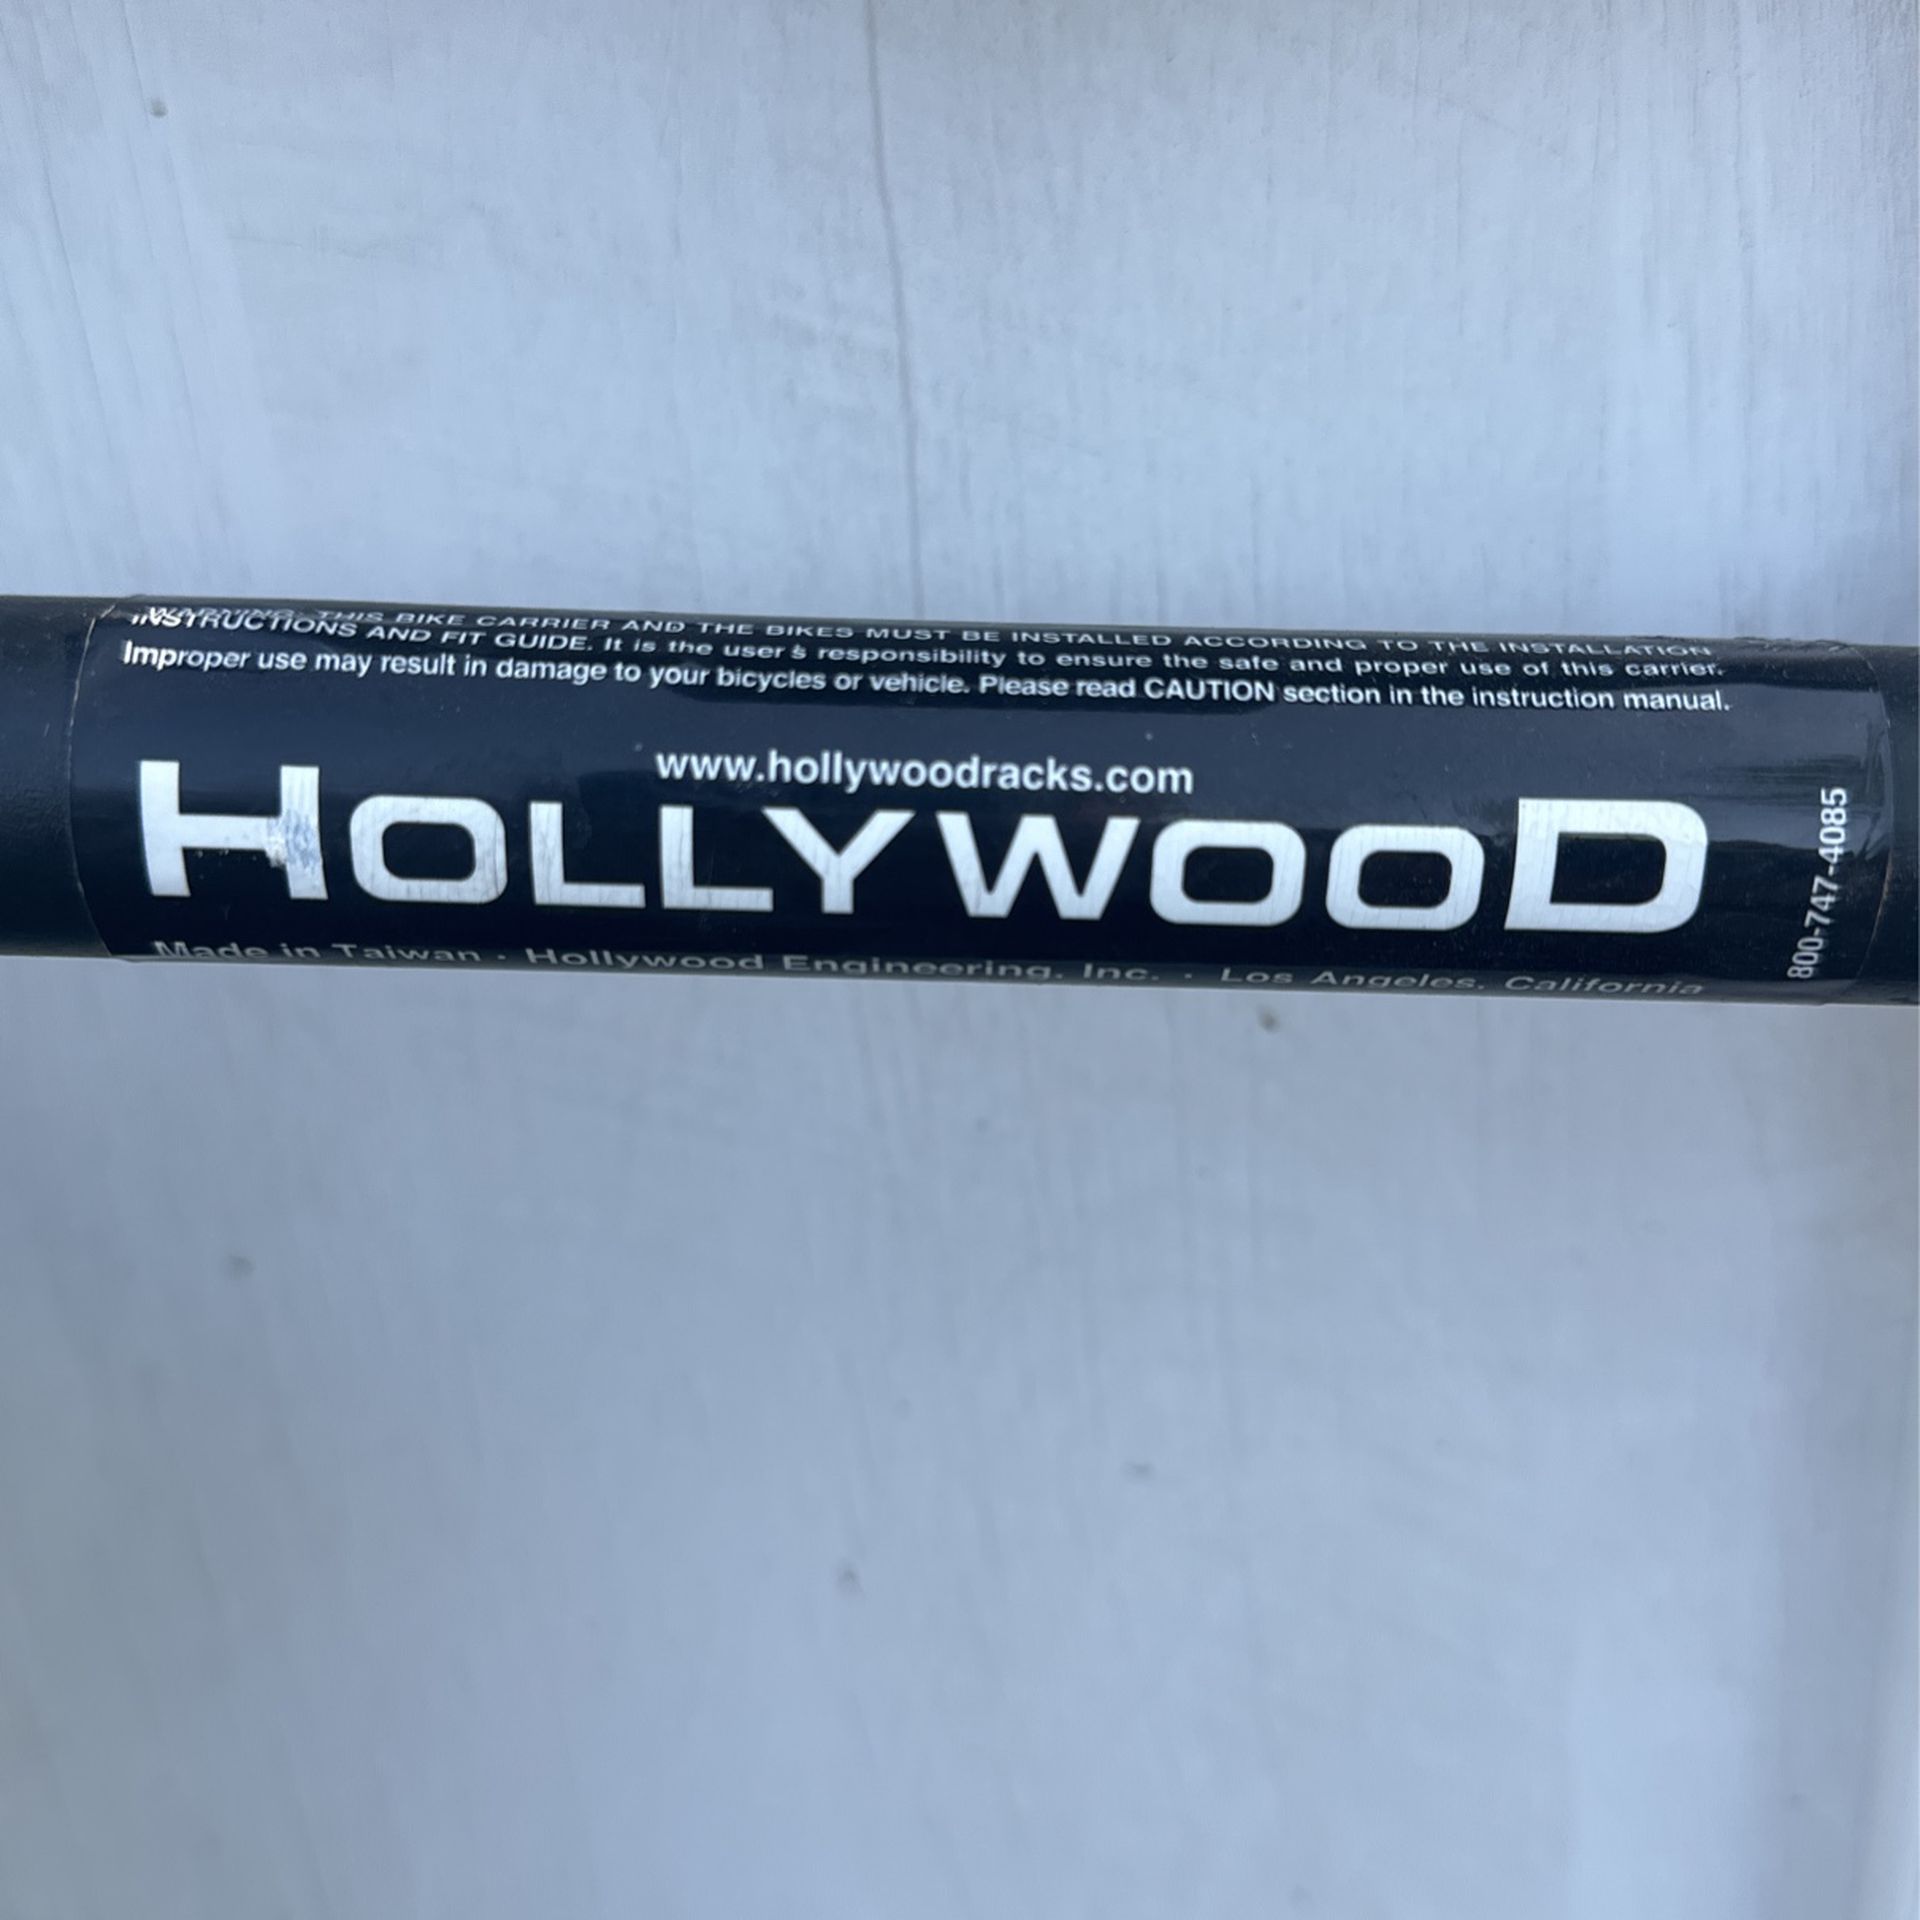 WARNING: THIS BIKE CARRIER AND THE BIKES MUST BE INSTALLED ACCORDING TO THE INSTALLATION
INSTRUCTIONS AND FIT GUIDE. It is the user's responsibility to ensure the safe and proper use of this carrier.
Improper use may result in damage to your bicycles or vehicle. Please read CAUTION section in the instruction manual.
www.hollywoodracks.com
HOLLYWOOD
Made in Taiwan · Hollywood Engineering, Inc. · Los Angeles, California
800-747-4085